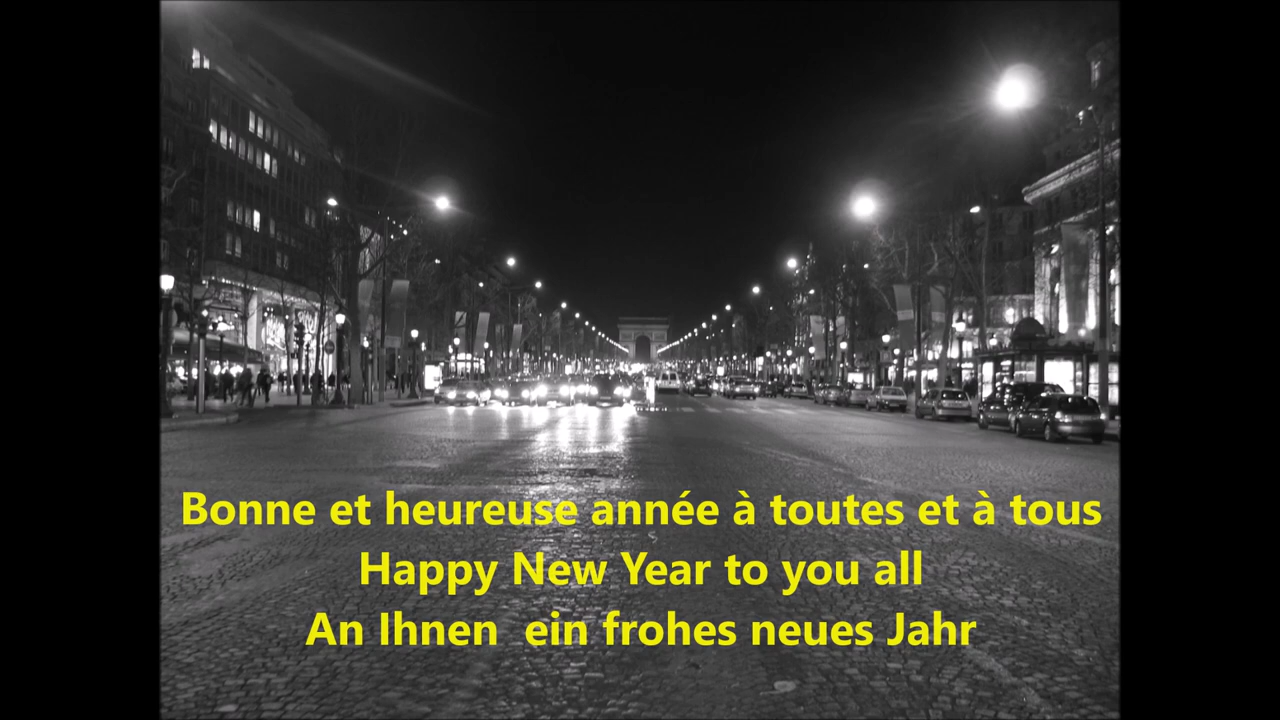 Bonne et heureuse année à toutes et à tous
Happy New Year to you all
An Ihnen  ein frohes neues Jahr